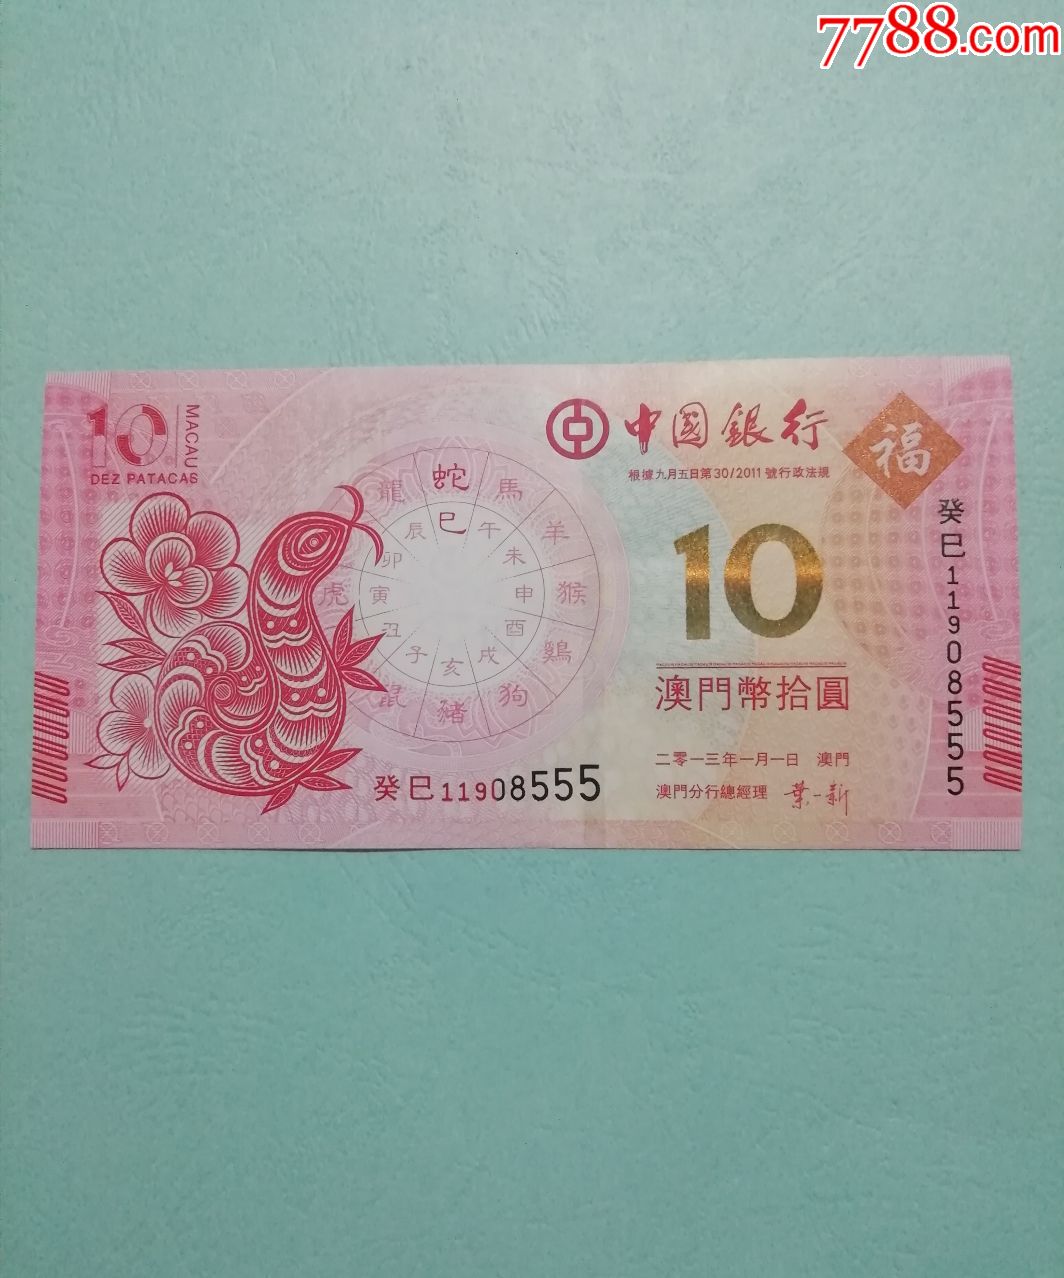 7788.com
10
MACAU
DEZ PATACAS
中國銀行
福
根據九月五日第30/2011號行政法規
癸巳11908555
龍 蛇 馬 羊 猴 鷄 狗 豬 鼠 虎
辰 巳 午 未 申 酉 戌 亥 子 丑 寅 卯
10
澳門幣拾圓
二零一三年一月一日 澳門
澳門分行總經理 葉一新
癸巳11908555